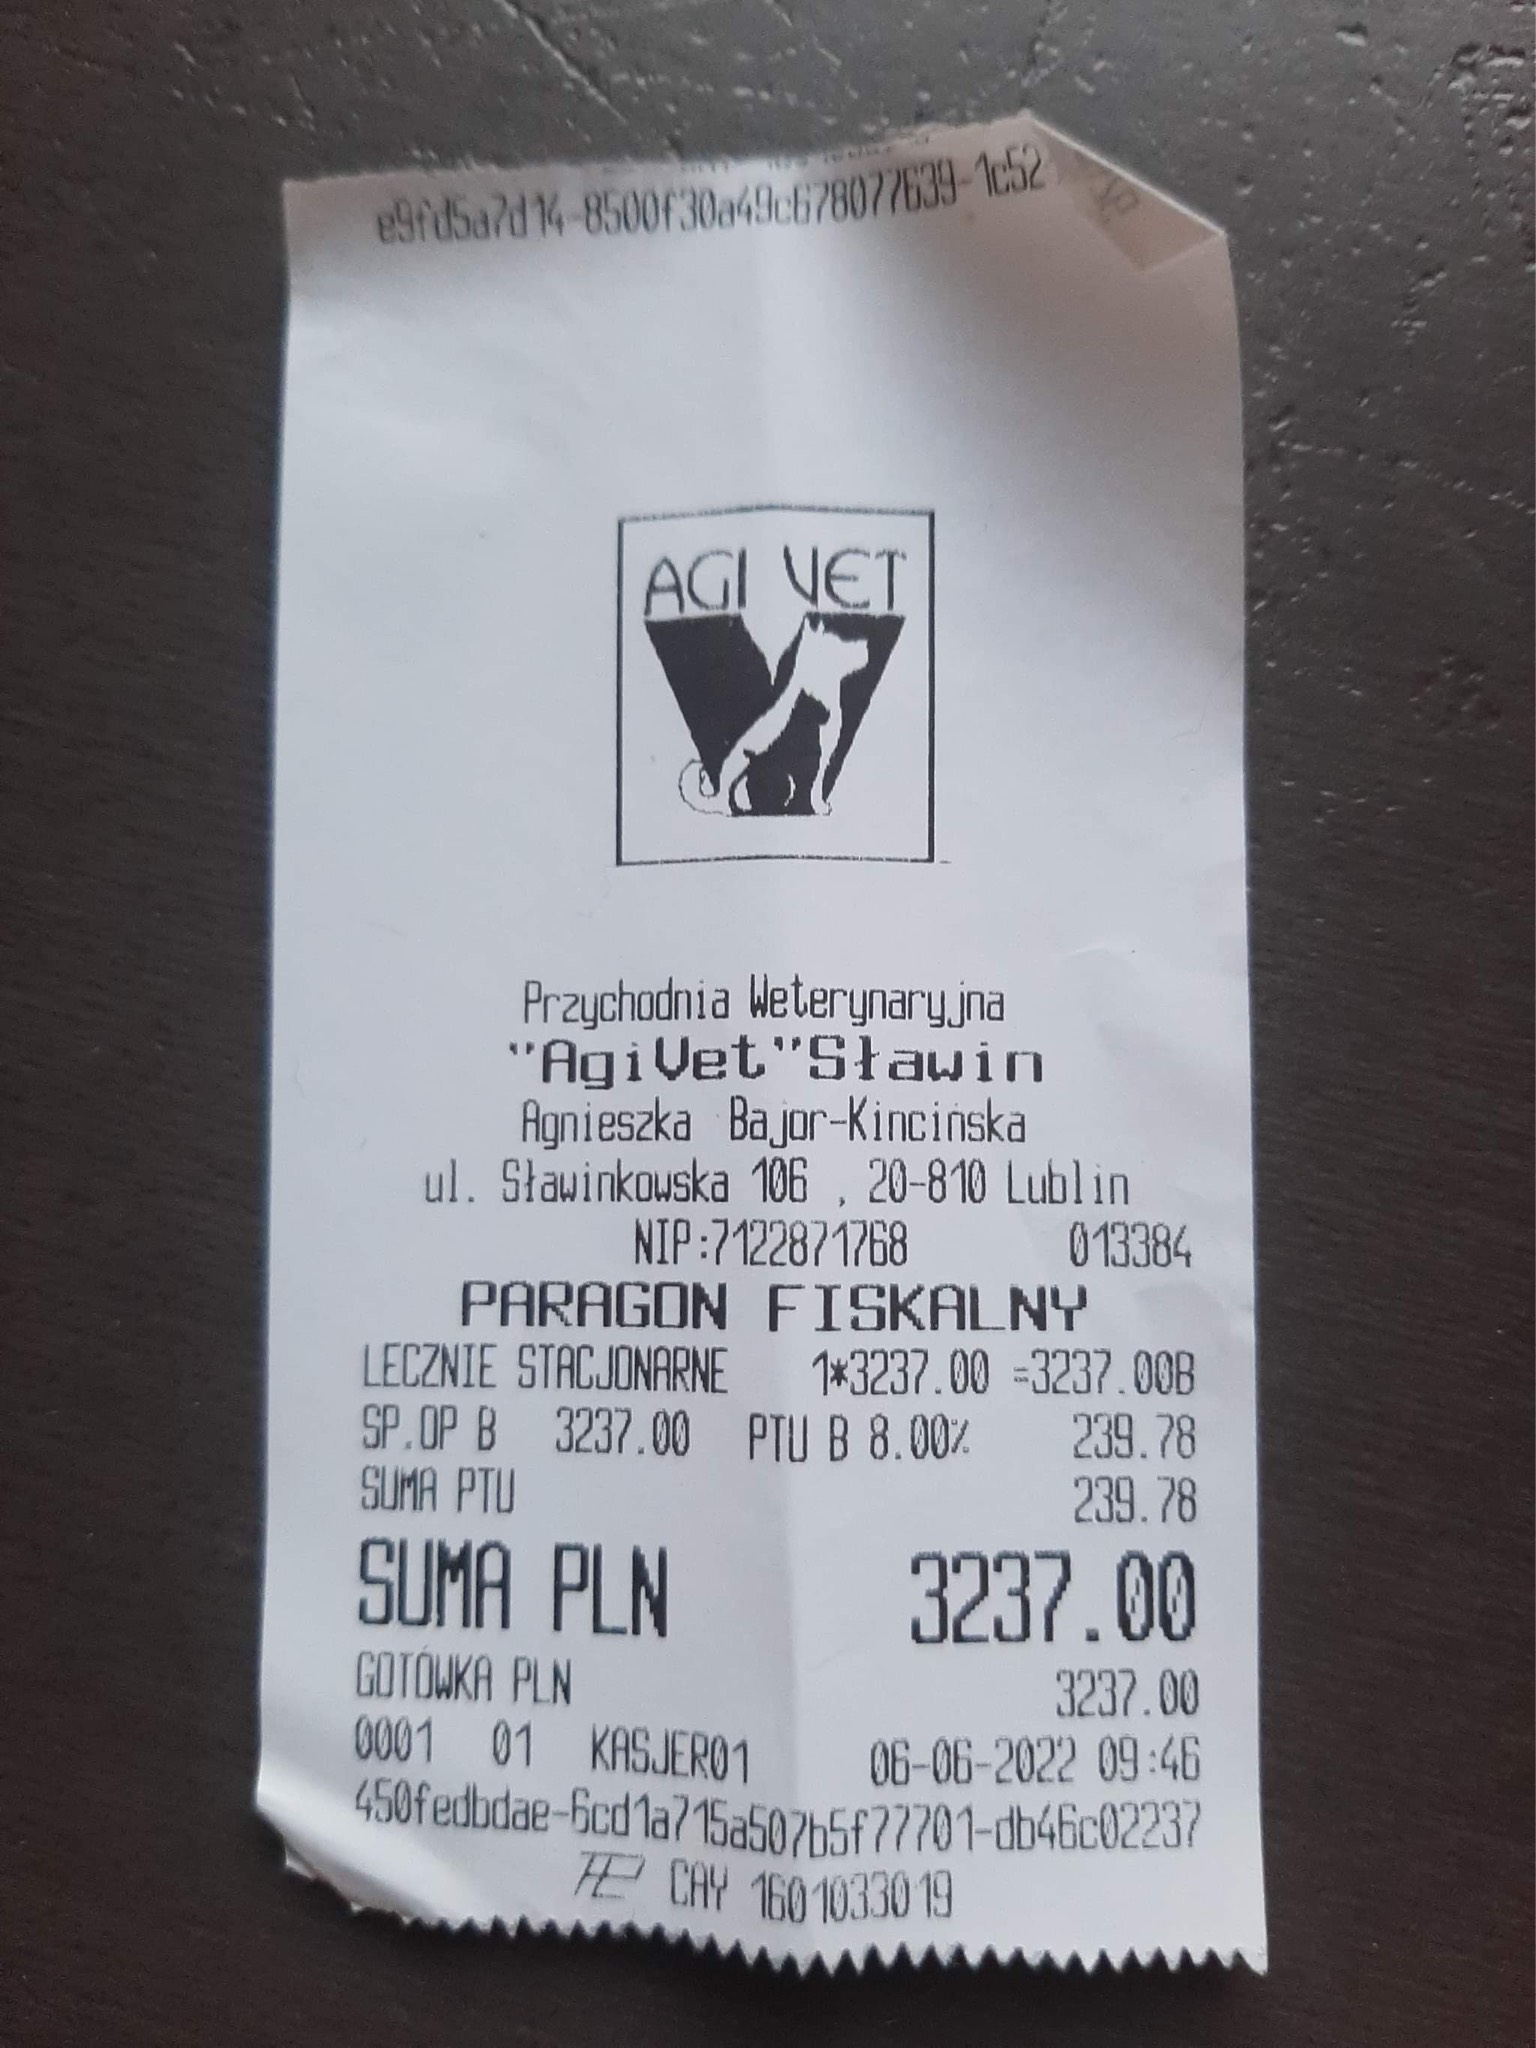 e9fd5a7d14-8500f30a49c678077639-1c52
AGI VET
Przychodnia Weterynaryjna
"AgiVet"Sławin
Agnieszka Bajor-Kincińska
ul. Sławinkowska 106 , 20-810 Lublin
NIP:7122871768 013384
PARAGON FISKALNY
LECZNIE STACJONARNE 1*3237.00 =3237.00B
SP.OP B 3237.00 PTU B 8.00% 239.78
SUMA PTU 239.78
SUMA PLN 3237.00
GOTÓWKA PLN 3237.00
0001 01 KASJER01 06-06-2022 09:46
450fedbdae-6cd1a715a507b5f77701-db46c02237
CAY 1601033019